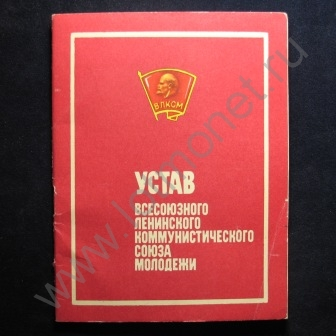 ВЛКСМ
УСТАВ
ВСЕСОЮЗНОГО
ЛЕНИНСКОГО
КОММУНИСТИЧЕСКОГО
СОЮЗА
МОЛОДЕЖИ